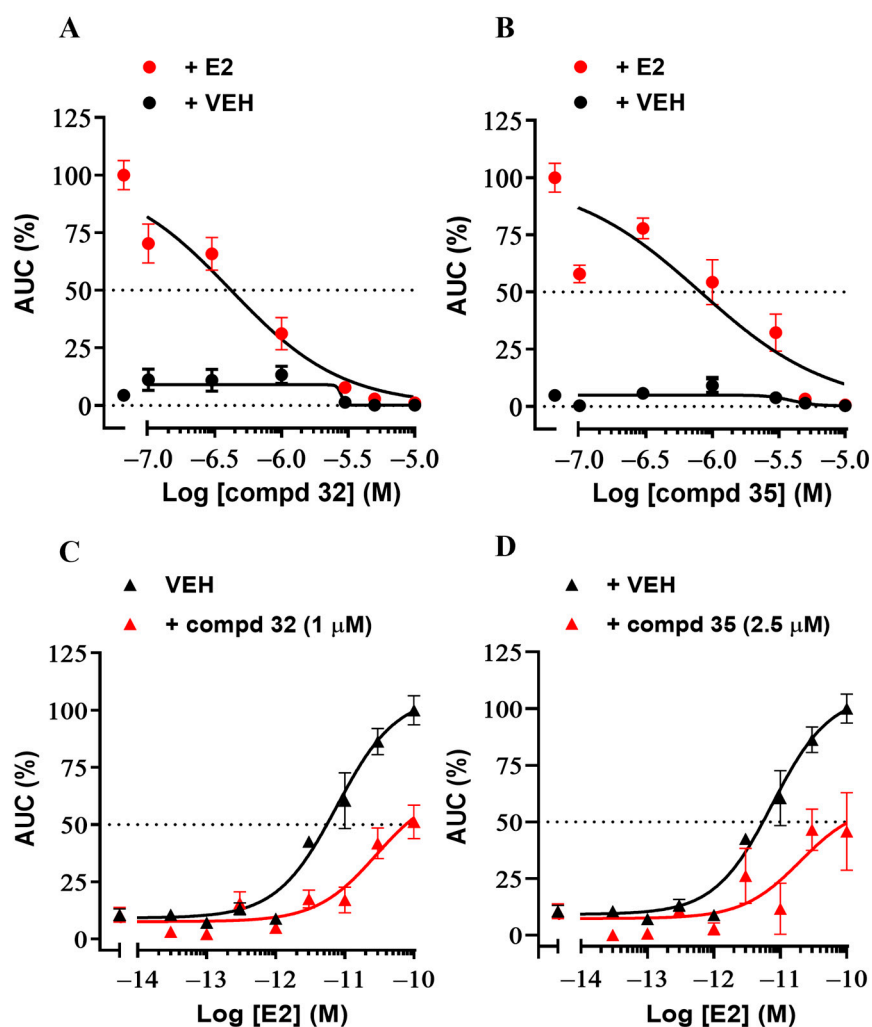 A
+ E2
+ VEH
125
100
75
50
25
0
AUC (%)
−7.0 −6.5 −6.0 −5.5 −5.0
Log [compd 32] (M)
B
+ E2
+ VEH
125
100
75
50
25
0
AUC (%)
−7.0 −6.5 −6.0 −5.5 −5.0
Log [compd 35] (M)
C
VEH
+ compd 32 (1 μM)
125
100
75
50
25
0
AUC (%)
−14 −13 −12 −11 −10
Log [E2] (M)
D
+ VEH
+ compd 35 (2.5 μM)
125
100
75
50
25
0
AUC (%)
−14 −13 −12 −11 −10
Log [E2] (M)